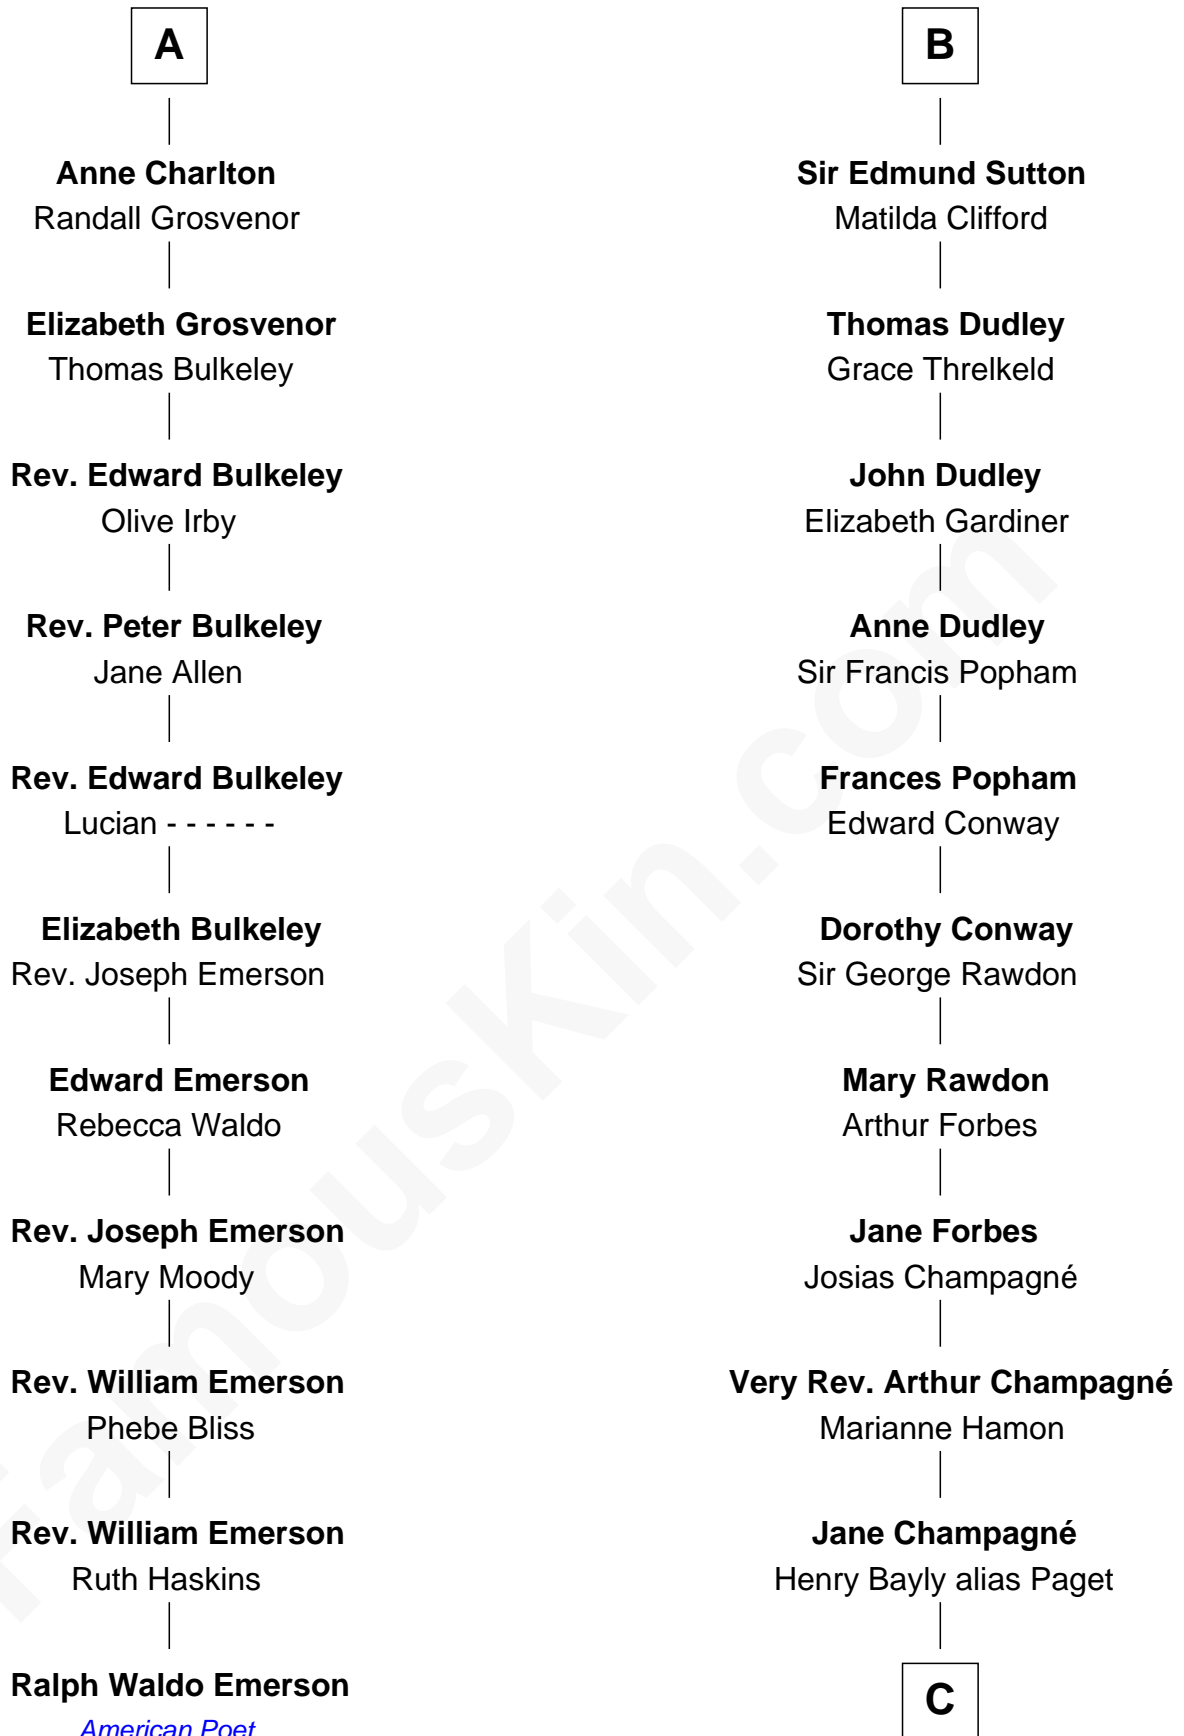 A
Anne Charlton
Randall Grosvenor
Elizabeth Grosvenor
Thomas Bulkeley
Rev. Edward Bulkeley
Olive Irby
Rev. Peter Bulkeley
Jane Allen
Rev. Edward Bulkeley
Lucian - - - - - -
Elizabeth Bulkeley
Rev. Joseph Emerson
Edward Emerson
Rebecca Waldo
Rev. Joseph Emerson
Mary Moody
Rev. William Emerson
Phebe Bliss
Rev. William Emerson
Ruth Haskins
Ralph Waldo Emerson
American Poet
B
Sir Edmund Sutton
Matilda Clifford
Thomas Dudley
Grace Threlkeld
John Dudley
Elizabeth Gardiner
Anne Dudley
Sir Francis Popham
Frances Popham
Edward Conway
Dorothy Conway
Sir George Rawdon
Mary Rawdon
Arthur Forbes
Jane Forbes
Josias Champagné
Very Rev. Arthur Champagné
Marianne Hamon
Jane Champagné
Henry Bayly alias Paget
C
FamousKin.com